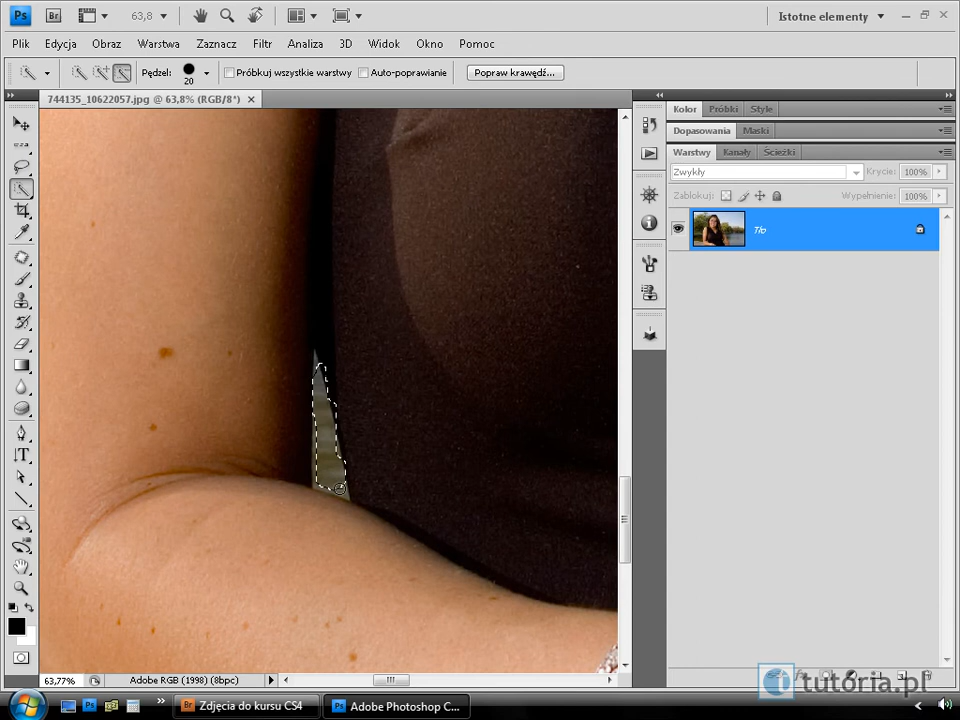 Ps Br 63,8 Istotne elementy
Plik Edycja Obraz Warstwa Zaznacz Filtr Analiza 3D Widok Okno Pomoc
Pędzel: 20 Próbkuj wszystkie warstwy Auto-poprawianie Popraw krawędź...
744135_10622057.jpg @ 63,8% (RGB/8*)
Kolor Próbki Style
Dopasowania Maski
Warstwy Kanały Ścieżki
Zwykły Krycie: 100%
Zablokuj: Wypełnienie: 100%
Tło
63,77% Adobe RGB (1998) (8bpc)
tutoria.pl
Ps Br Zdjęcia do kursu CS4 Ps Adobe Photoshop C...